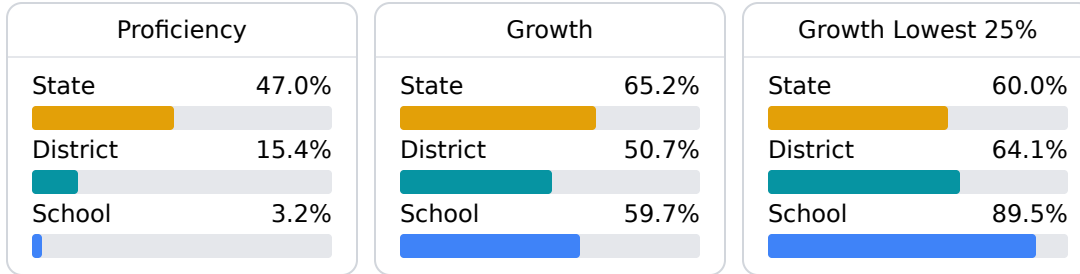 Proficiency
State 47.0%
District 15.4%
School 3.2%
Growth
State 65.2%
District 50.7%
School 59.7%
Growth Lowest 25%
State 60.0%
District 64.1%
School 89.5%